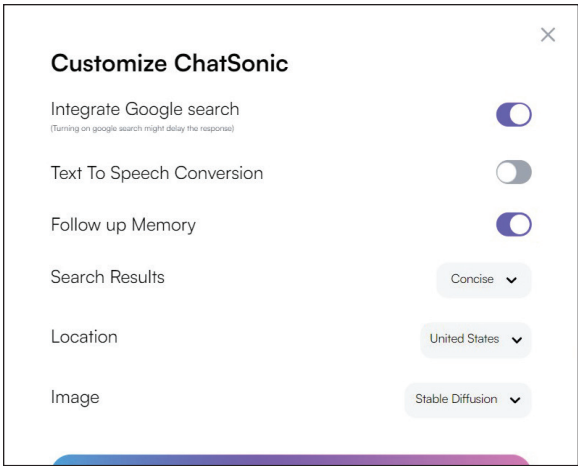 Customize ChatSonic
Integrate Google search
(Turning on google search might delay the response)
Text To Speech Conversion
Follow up Memory
Search Results
Concise
Location
United States
Image
Stable Diffusion